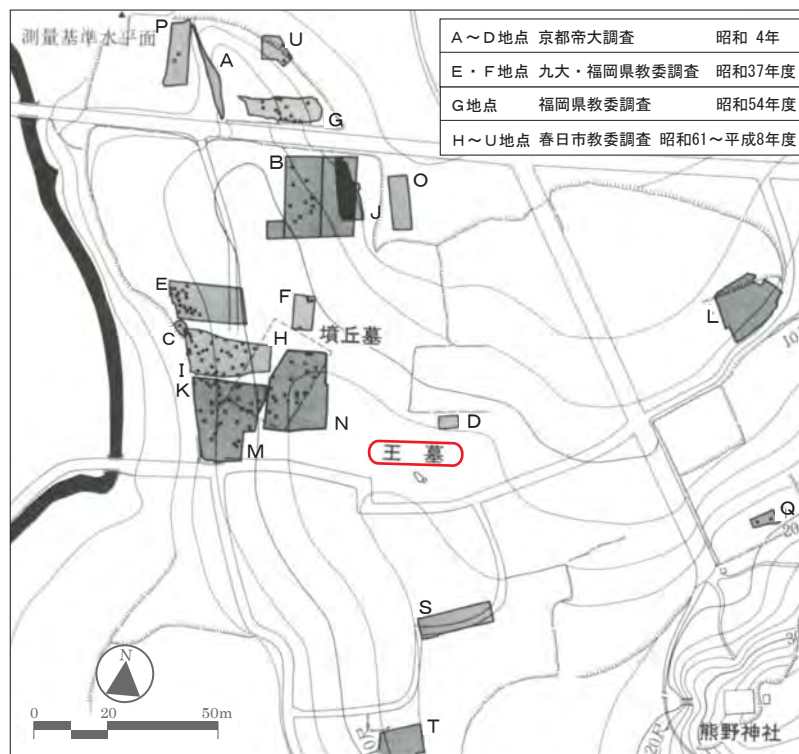 A～D地点 京都帝大調査 昭和 4年
E・F地点 九大・福岡県教委調査 昭和37年度
G地点 福岡県教委調査 昭和54年度
H～U地点 春日市教委調査 昭和61～平成8年度
測量基準水平面
P
A
U
G
B
J
O
E
F
C
H
墳丘墓
I
K
L
N
D
M
王 墓
Q
20
S
T
N
0 20 50m
熊野神社